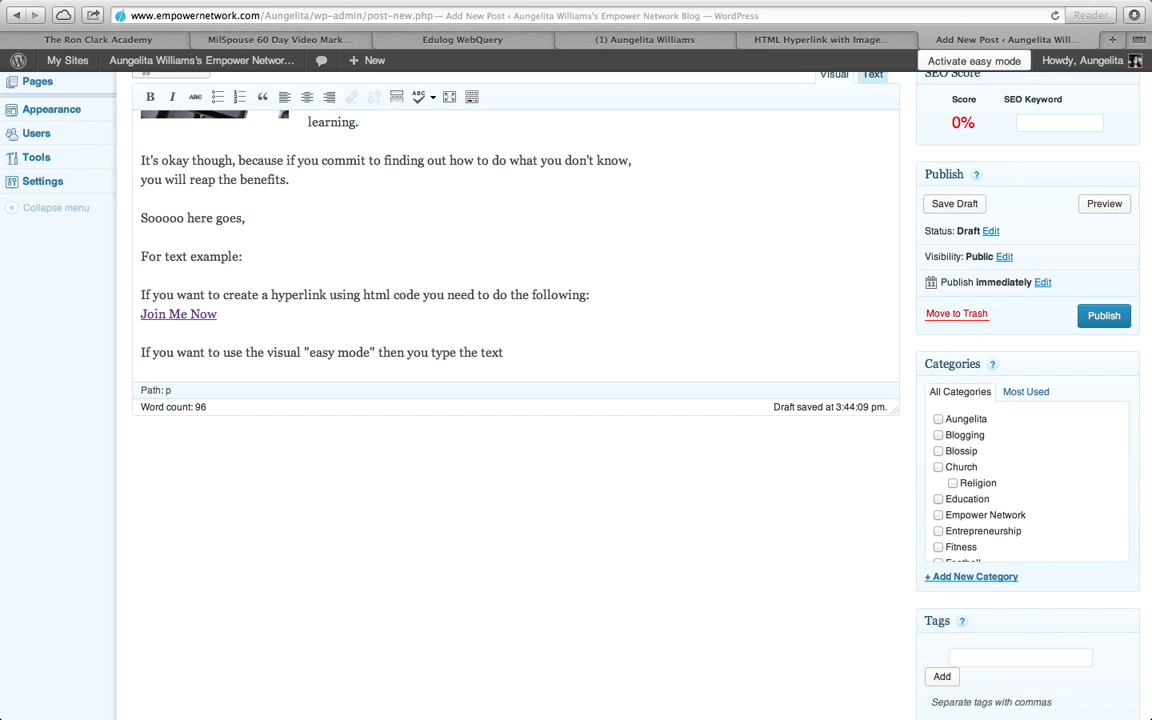 www.empowernetwork.com/Aungelita/wp-admin/post-new.php — Add New Post ‹ Aungelita Williams's Empower Network Blog — WordPress
Reader
The Ron Clark Academy
MilSpouse 60 Day Video Mark...
Edulog WebQuery
(1) Aungelita Williams
HTML Hyperlink with Image...
Add New Post ‹ Aungelita Will...
My Sites
Aungelita Williams's Empower Networ...
New
Activate easy mode
Howdy, Aungelita
Pages
Appearance
Users
Tools
Settings
Collapse menu
Visual
Text
B
I
ABC
ABC
learning.
It's okay though, because if you commit to finding out how to do what you don't know,
you will reap the benefits.
Sooooo here goes,
For text example:
If you want to create a hyperlink using html code you need to do the following:
Join Me Now
If you want to use the visual "easy mode" then you type the text
Path: p
Word count: 96
Draft saved at 3:44:09 pm.
SEO Score
Score
SEO Keyword
0%
Publish ?
Save Draft
Preview
Status: Draft Edit
Visibility: Public Edit
Publish immediately Edit
Move to Trash
Publish
Categories ?
All Categories
Most Used
Aungelita
Blogging
Blossip
Church
Religion
Education
Empower Network
Entrepreneurship
Fitness
Football
+ Add New Category
Tags ?
Add
Separate tags with commas